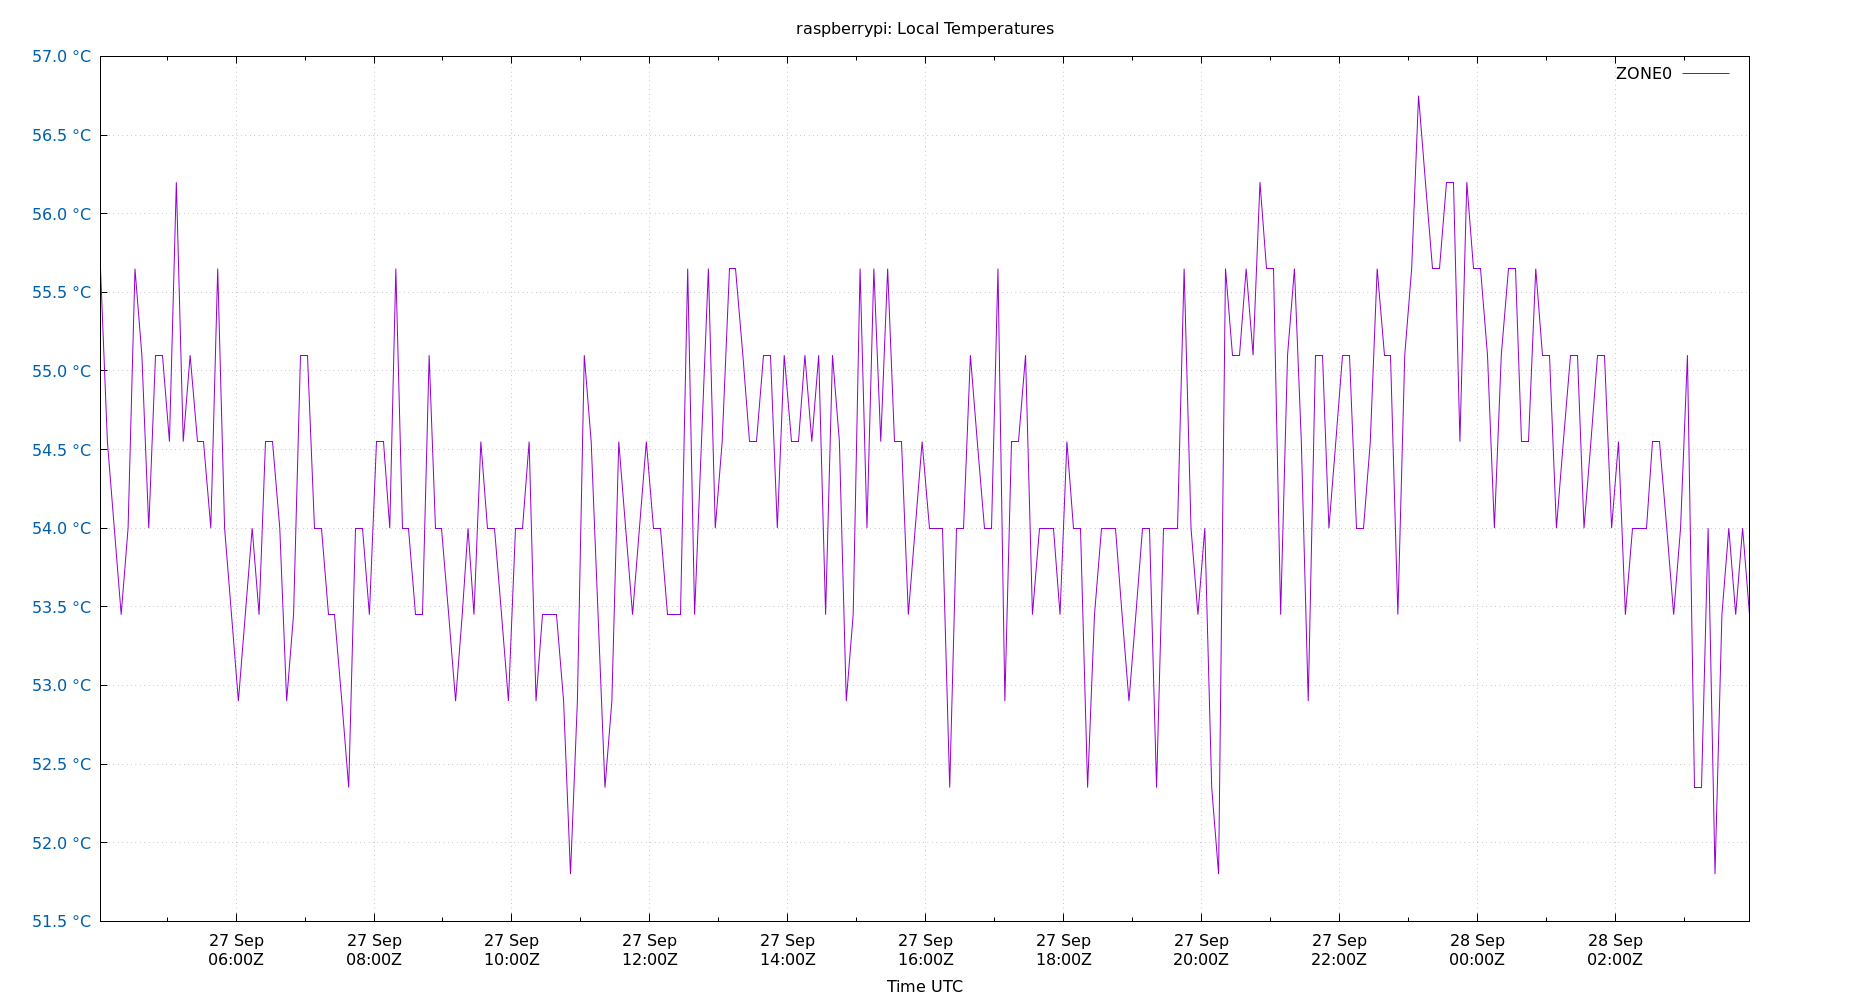 raspberrypi: Local Temperatures
57.0 °C
ZONE0
56.5 °C
56.0 °C
55.5 °C
55.0 °C
54.5 °C
54.0 °C
53.5 °C
53.0 °C
52.5 °C
52.0 °C
51.5 °C
27 Sep 27 Sep 27 Sep 27 Sep 27 Sep 27 Sep 27 Sep 27 Sep 27 Sep 28 Sep 28 Sep
06:00Z 08:00Z 10:00Z 12:00Z 14:00Z 16:00Z 18:00Z 20:00Z 22:00Z 00:00Z 02:00Z
Time UTC